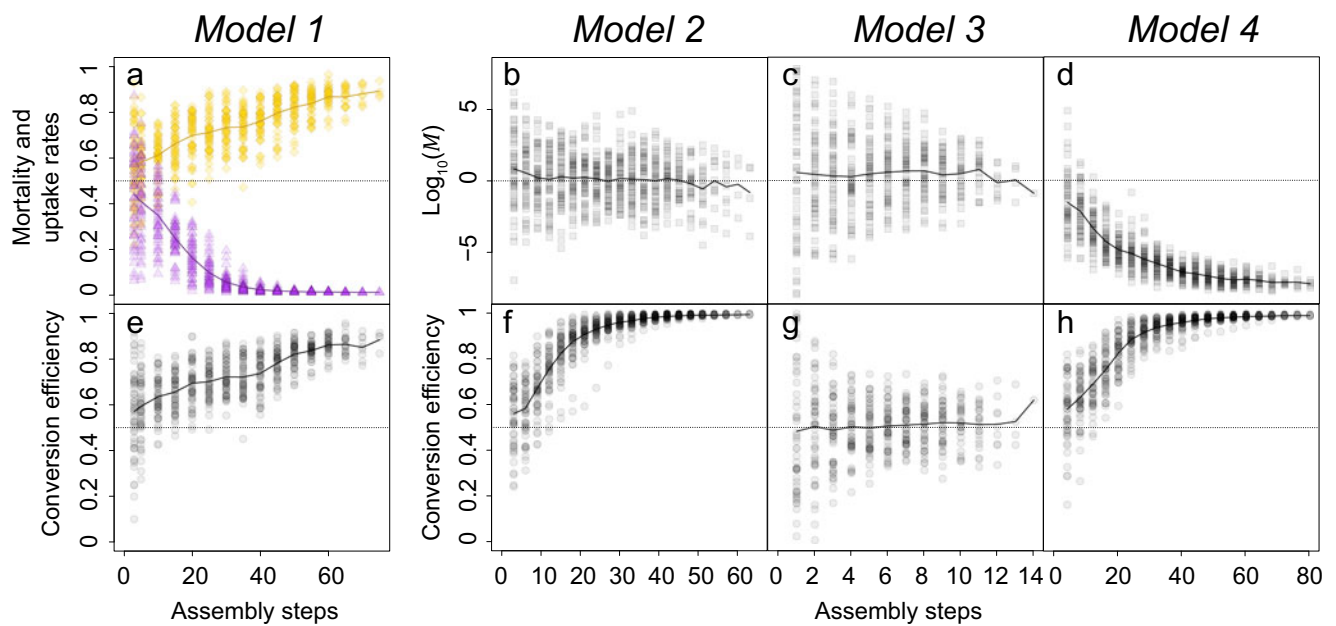 Model 1 Model 2 Model 3 Model 4
Mortality and
uptake rates
0 0.2 0.4 0.6 0.8 1
a
Log10(M)
−5 0 5
b c d
Conversion efficiency
0 0.2 0.4 0.6 0.8 1
e
Conversion efficiency
0 0.2 0.4 0.6 0.8 1
f g h
0 20 40 60
0 10 20 30 40 50 60
0 2 4 6 8 10 12 14
0 20 40 60 80
Assembly steps Assembly steps